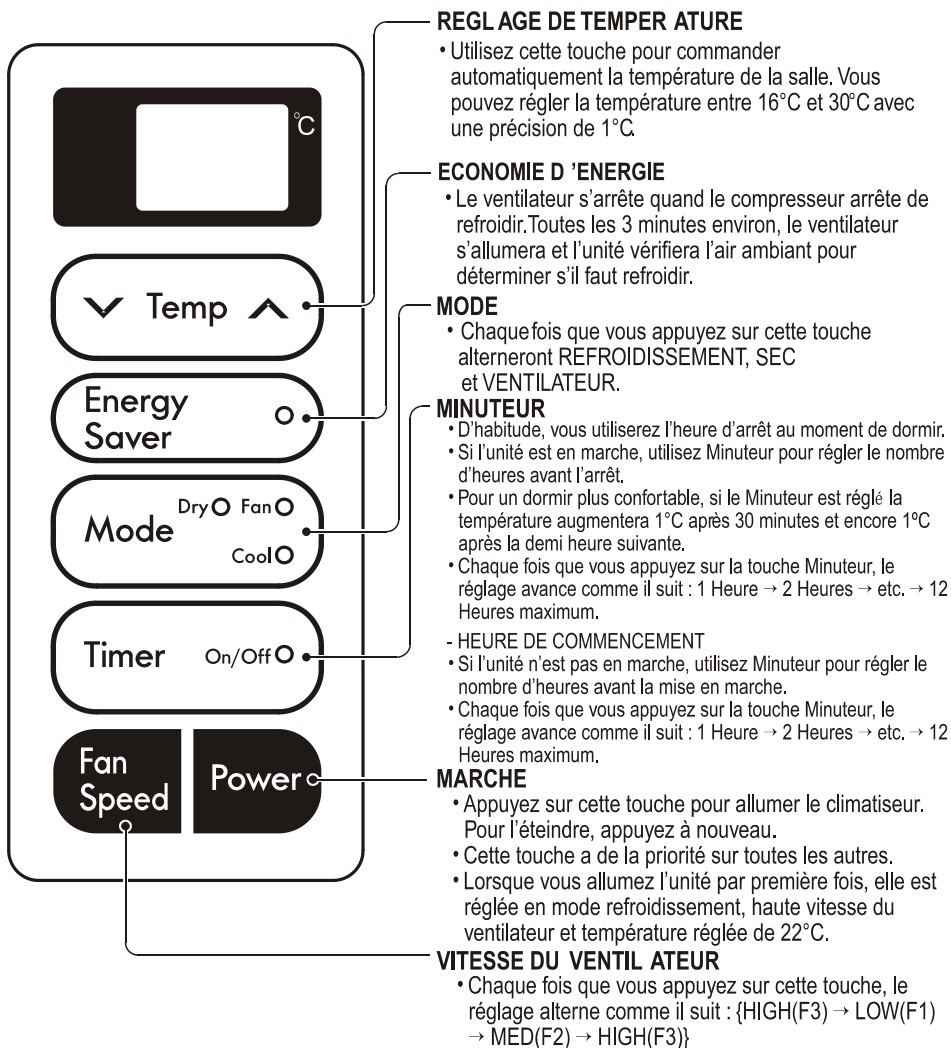 REGL AGE DE TEMPER ATURE
• Utilisez cette touche pour commander
automatiquement la température de la salle. Vous
pouvez régler la température entre 16°C et 30°C avec
une précision de 1°C.
ECONOMIE D ’ENERGIE
• Le ventilateur s’arrête quand le compresseur arrête de
refroidir.Toutes les 3 minutes environ, le ventilateur
s’allumera et l’unité vérifiera l’air ambiant pour
déterminer s’il faut refroidir.
MODE
• Chaque fois que vous appuyez sur cette touche
alterneront REFROIDISSEMENT, SEC
et VENTILATEUR.
MINUTEUR
• D’habitude, vous utiliserez l’heure d’arrêt au moment de dormir.
• Si l’unité est en marche, utilisez Minuteur pour régler le nombre
d’heures avant l’arrêt.
• Pour un dormir plus confortable, si le Minuteur est réglé la
température augmentera 1°C après 30 minutes et encore 1ºC
après la demi heure suivante.
• Chaque fois que vous appuyez sur la touche Minuteur, le
réglage avance comme il suit : 1 Heure → 2 Heures → etc. → 12
Heures maximum.
- HEURE DE COMMENCEMENT
• Si l’unité n’est pas en marche, utilisez Minuteur pour régler le
nombre d’heures avant la mise en marche.
• Chaque fois que vous appuyez sur la touche Minuteur, le
réglage avance comme il suit : 1 Heure → 2 Heures → etc. → 12
Heures maximum.
MARCHE
• Appuyez sur cette touche pour allumer le climatiseur.
Pour l’éteindre, appuyez à nouveau.
• Cette touche a de la priorité sur toutes les autres.
• Lorsque vous allumez l’unité par première fois, elle est
réglée en mode refroidissement, haute vitesse du
ventilateur et température réglée de 22°C.
VITESSE DU VENTIL ATEUR
• Chaque fois que vous appuyez sur cette touche, le
réglage alterne comme il suit : {HIGH(F3) → LOW(F1)
→ MED(F2) → HIGH(F3)}
°C
Temp
Energy
Saver
Mode
Dry Fan
Cool
Timer On/Off
Fan
Speed
Power